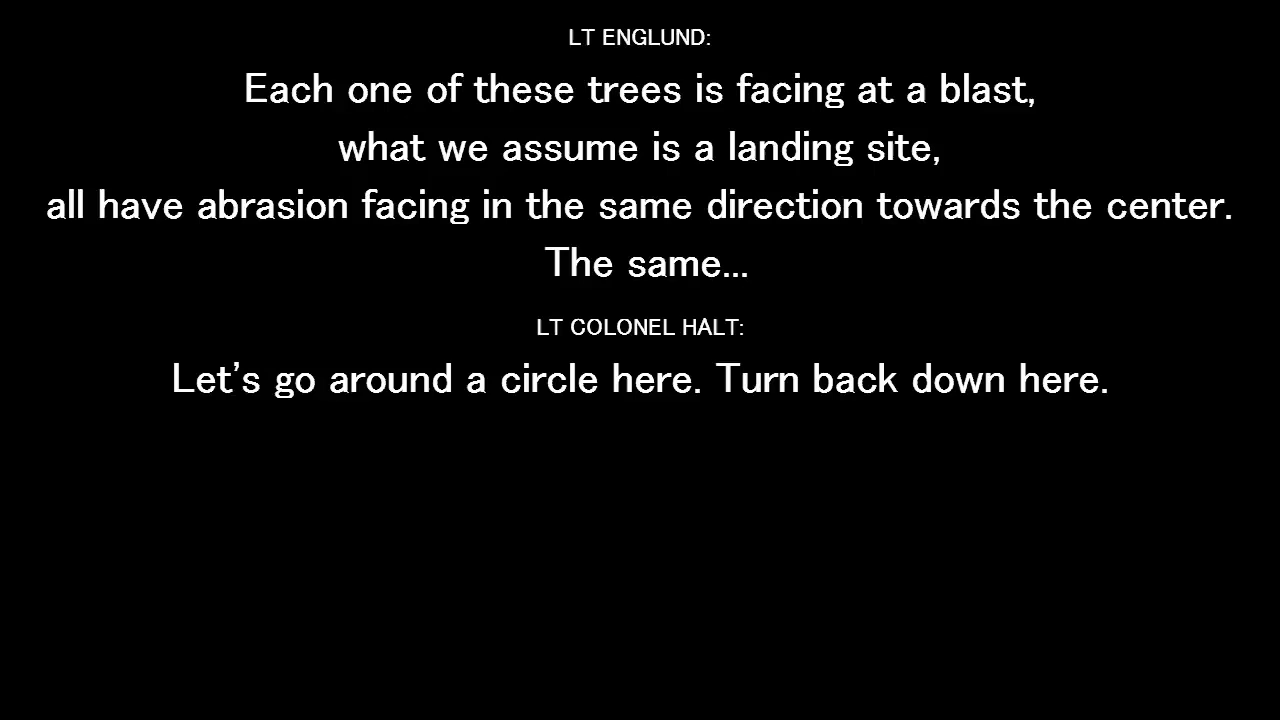 LT ENGLUND:
Each one of these trees is facing at a blast,
what we assume is a landing site,
all have abrasion facing in the same direction towards the center.
The same...
LT COLONEL HALT:
Let's go around a circle here. Turn back down here.